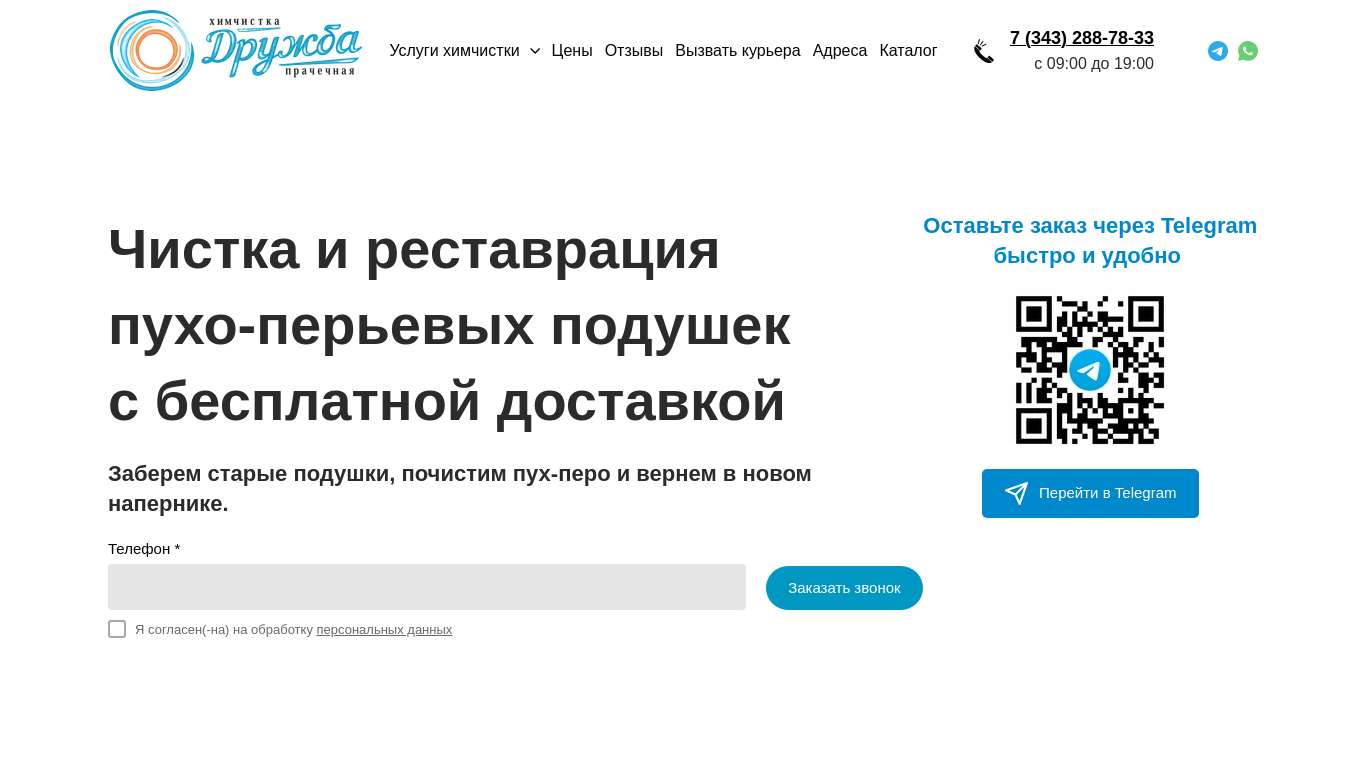 химчистка
Дружба
прачечная
Услуги химчистки Цены Отзывы Вызвать курьера Адреса Каталог
7 (343) 288-78-33
с 09:00 до 19:00
Чистка и реставрация
пухо-перьевых подушек
с бесплатной доставкой
Заберем старые подушки, почистим пух-перо и вернем в новом
напернике.
Телефон *
Заказать звонок
Я согласен(-на) на обработку персональных данных
Оставьте заказ через Telegram
быстро и удобно
Перейти в Telegram